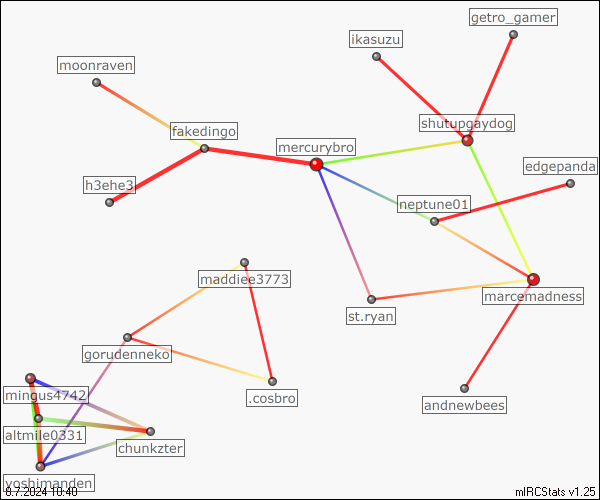 getro_gamer
ikasuzu
moonraven
shutupgaydog
fakedingo
mercurybro
edgepanda
h3ehe3
neptune01
maddiee3773
marcemadness
st.ryan
gorudenneko
mingus4742
.cosbro
andnewbees
altmile0331
chunkzter
yoshimanden
8.7.2024 10:40
mIRCStats v1.25